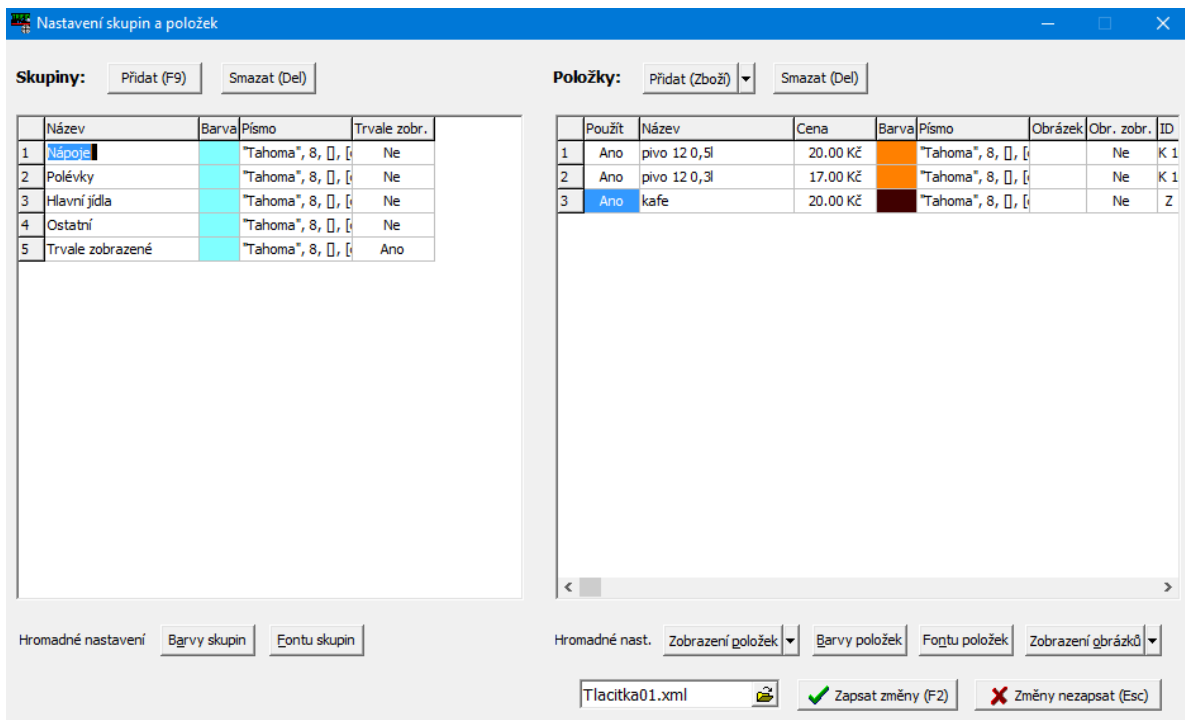 Nastavení skupin a položek
Skupiny: Přidat (F9) Smazat (Del)
Položky: Přidat (Zboží) Smazat (Del)
Název Barva Písmo Trvale zobr.
1 Nápoje "Tahoma", 8, [], [ Ne
2 Polévky "Tahoma", 8, [], [ Ne
3 Hlavní jídla "Tahoma", 8, [], [ Ne
4 Ostatní "Tahoma", 8, [], [ Ne
5 Trvale zobrazené "Tahoma", 8, [], [ Ano
Použít Název Cena Barva Písmo Obrázek Obr. zobr. ID
1 Ano pivo 12 0,5l 20.00 Kč "Tahoma", 8, [], [ Ne K 1
2 Ano pivo 12 0,3l 17.00 Kč "Tahoma", 8, [], [ Ne K 1
3 Ano kafe 20.00 Kč "Tahoma", 8, [], [ Ne Z
Hromadné nastavení Barvy skupin Fontu skupin
Hromadné nast. Zobrazení položek Barvy položek Fontu položek Zobrazení obrázků
Tlacitka01.xml Zapsat změny (F2) Změny nezapsat (Esc)